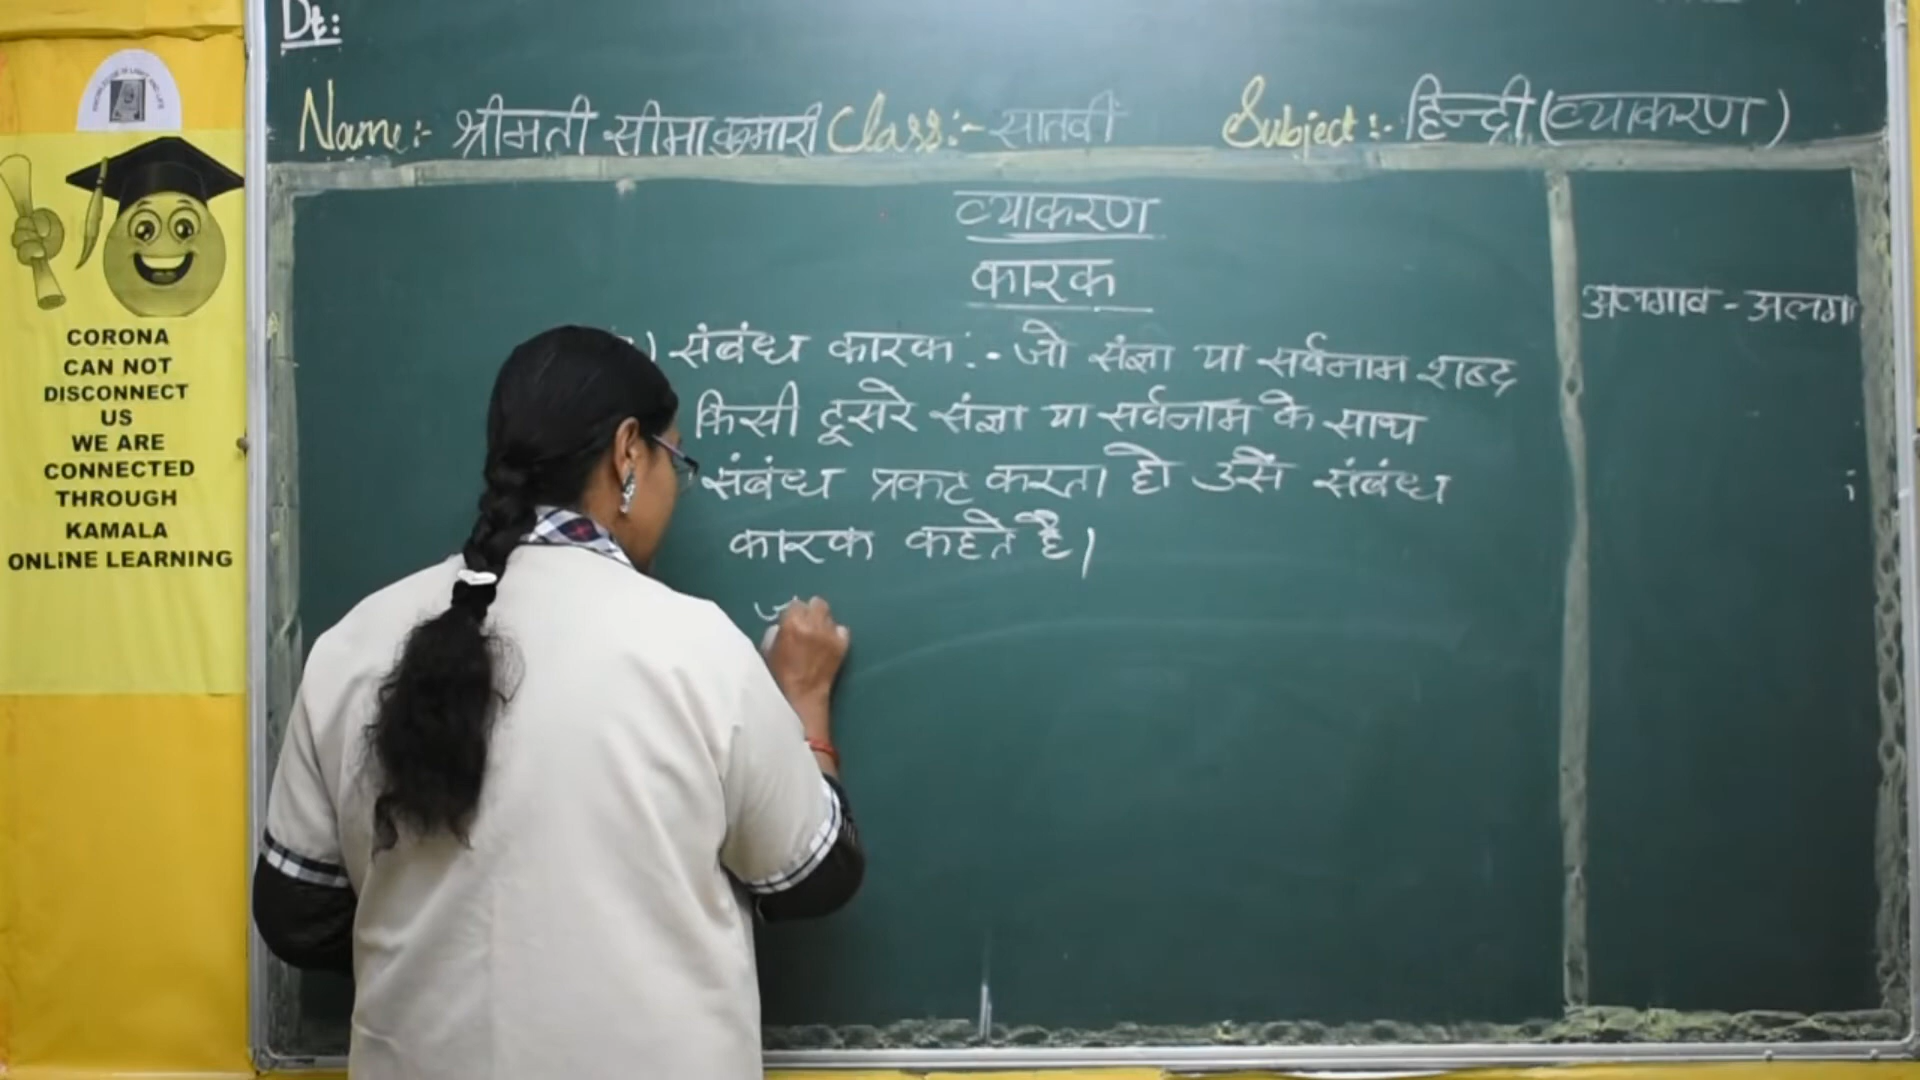 Dt:
Name:- श्रीमती सीमा कुमारी Class:- सातवीं Subject:- हिन्दी (व्याकरण)
व्याकरण
कारक
संबंध कारक :- जो संज्ञा या सर्वनाम शब्द
किसी दूसरे संज्ञा या सर्वनाम के साथ
संबंध प्रकट करता हो उसे संबंध
कारक कहते है।
अलगाव - अलग
CORONA
CAN NOT
DISCONNECT
US
WE ARE
CONNECTED
THROUGH
KAMALA
ONLINE LEARNING